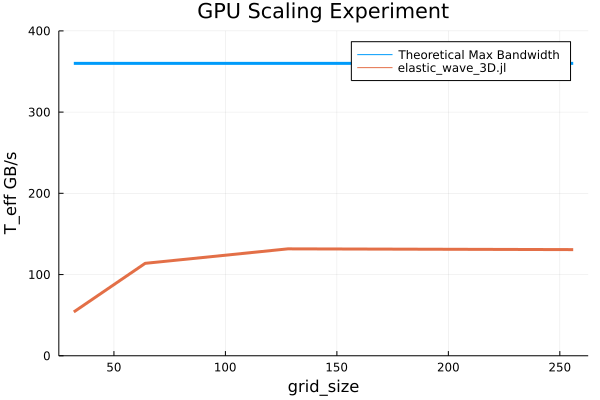 GPU Scaling Experiment
400
300
200
100
0
T_eff GB/s
Theoretical Max Bandwidth
elastic_wave_3D.jl
50 100 150 200 250
grid_size